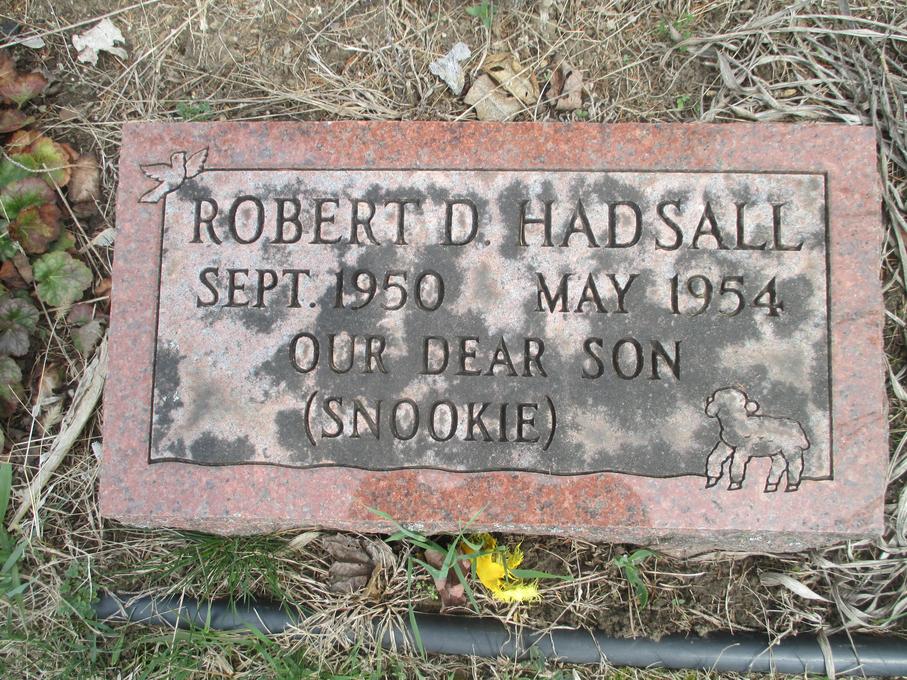 ROBERT D. HADSALL
SEPT. 1950 MAY 1954
OUR DEAR SON
(SNOOKIE)